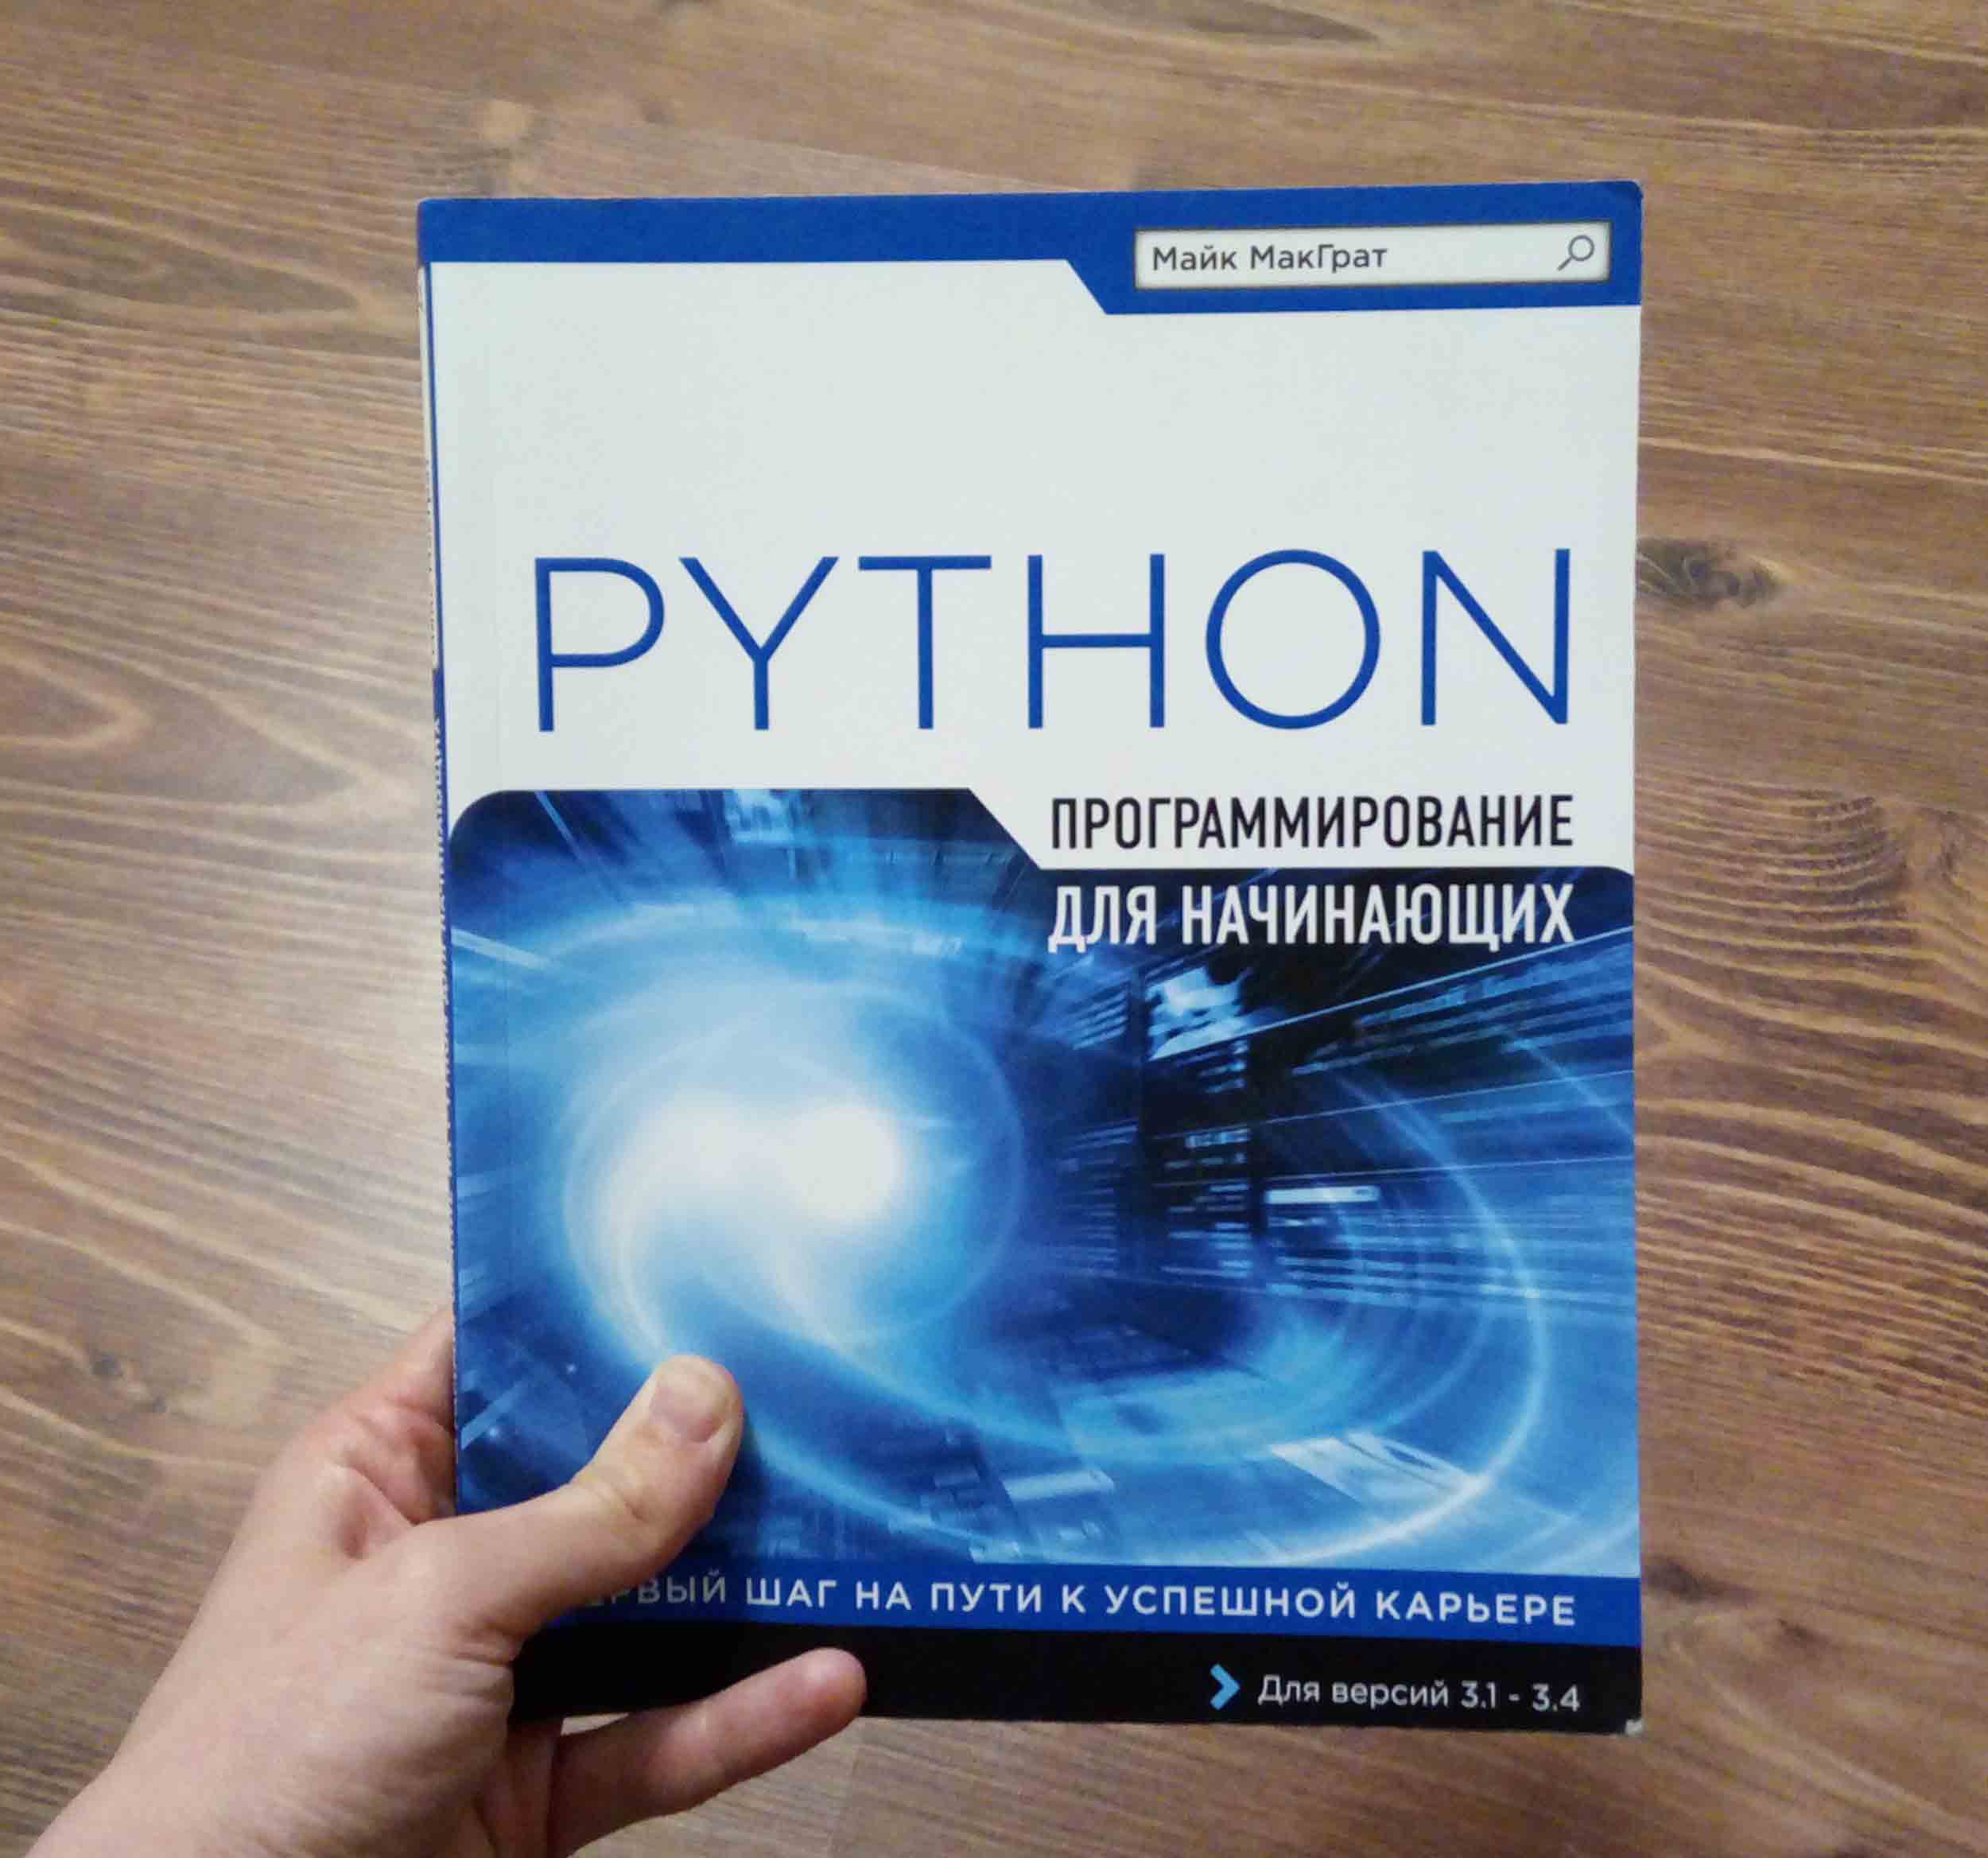 Майк МакГрат
PYTHON
ПРОГРАММИРОВАНИЕ
ДЛЯ НАЧИНАЮЩИХ
ШАГ НА ПУТИ К УСПЕШНОЙ КАРЬЕРЕ
Для версий 3.1 - 3.4